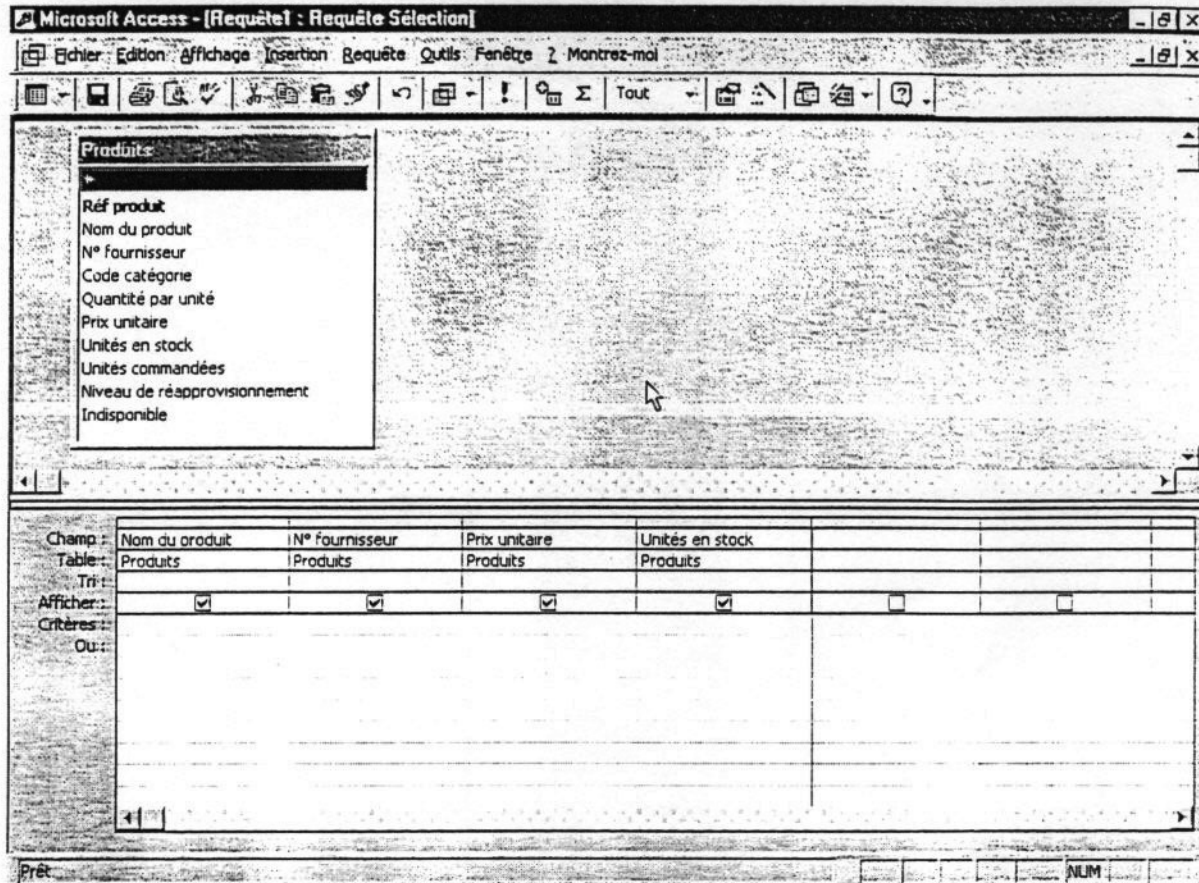 Microsoft Access - [Requête1 : Requête Sélection]
Fichier Edition Affichage Insertion Requête Outils Fenêtre ? Montrez-moi
Tout
Produits
*
Réf produit
Nom du produit
N° fournisseur
Code catégorie
Quantité par unité
Prix unitaire
Unités en stock
Unités commandées
Niveau de réapprovisionnement
Indisponible
Champ : Nom du produit N° fournisseur Prix unitaire Unités en stock
Table : Produits Produits Produits Produits
Tri :
Afficher :
Critères :
Ou :
Prêt NUM